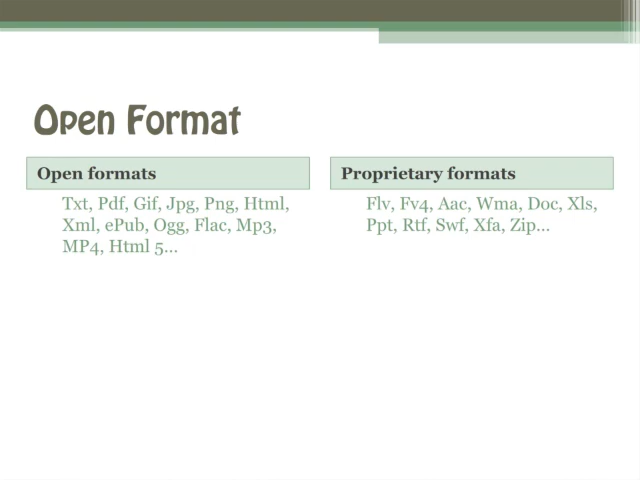 Open Format
Open formats
Txt, Pdf, Gif, Jpg, Png, Html,
Xml, ePub, Ogg, Flac, Mp3,
MP4, Html 5...
Proprietary formats
Flv, Fv4, Aac, Wma, Doc, Xls,
Ppt, Rtf, Swf, Xfa, Zip...